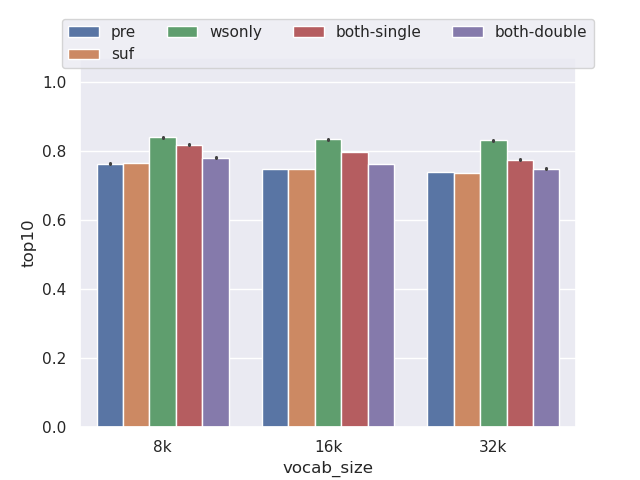 pre wsonly both-single both-double
suf
1.0
0.8
0.6
0.4
0.2
0.0
top10
8k 16k 32k
vocab_size